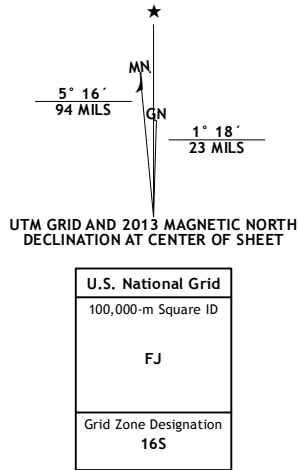 ★
MN
5° 16´
94 MILS
GN
1° 18´
23 MILS
UTM GRID AND 2013 MAGNETIC NORTH
DECLINATION AT CENTER OF SHEET
U.S. National Grid
100,000-m Square ID
FJ
Grid Zone Designation
16S